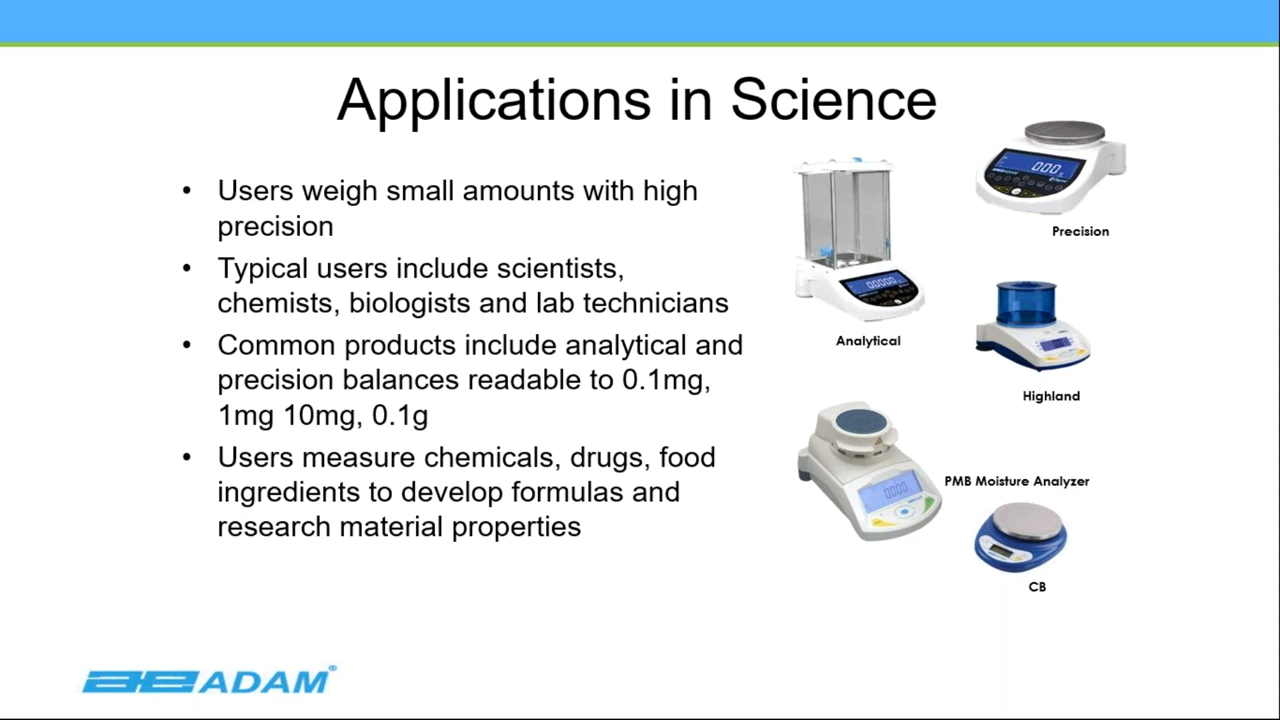 Applications in Science
• Users weigh small amounts with high
precision
• Typical users include scientists,
chemists, biologists and lab technicians
• Common products include analytical and
precision balances readable to 0.1mg,
1mg 10mg, 0.1g
• Users measure chemicals, drugs, food
ingredients to develop formulas and
research material properties
Precision
Analytical
Highland
PMB Moisture Analyzer
CB
ADAM®